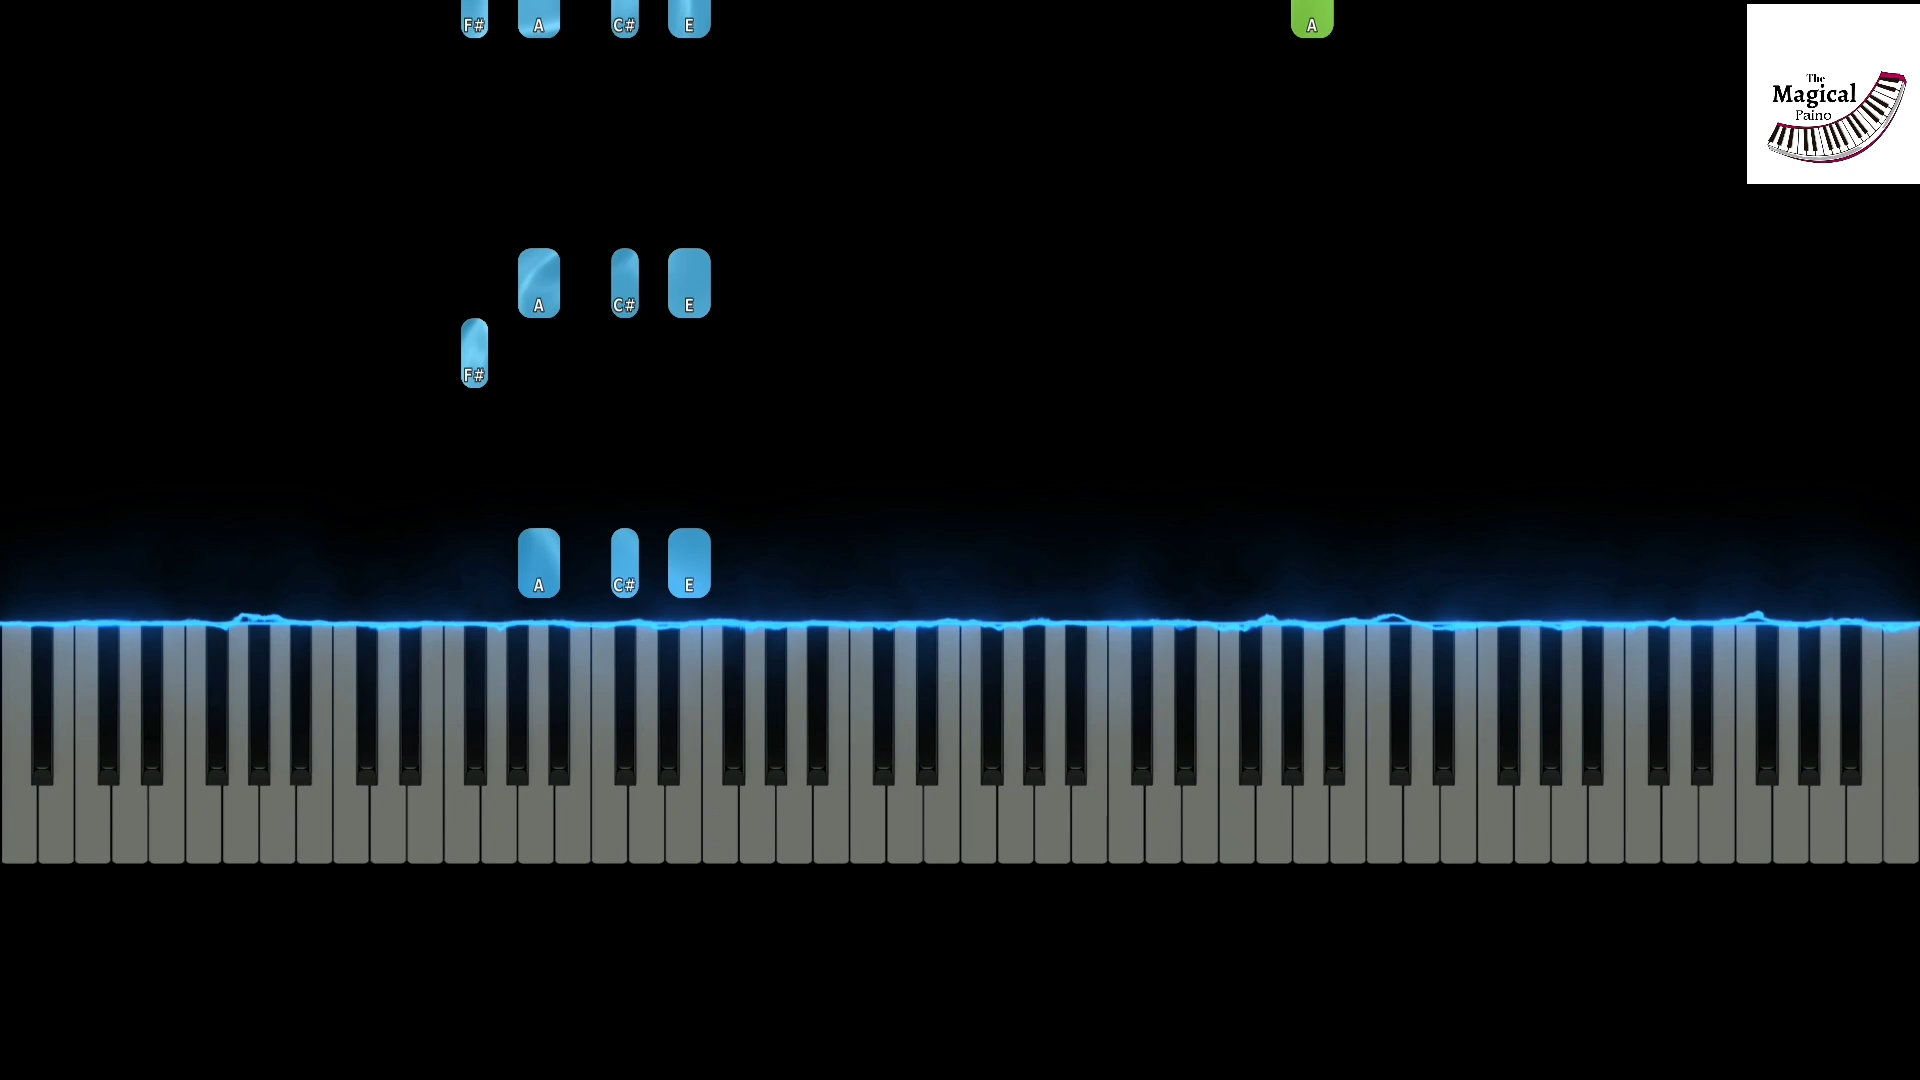 F# A C# E A
The
Magical
Paino
A C# E
F#
A C# E